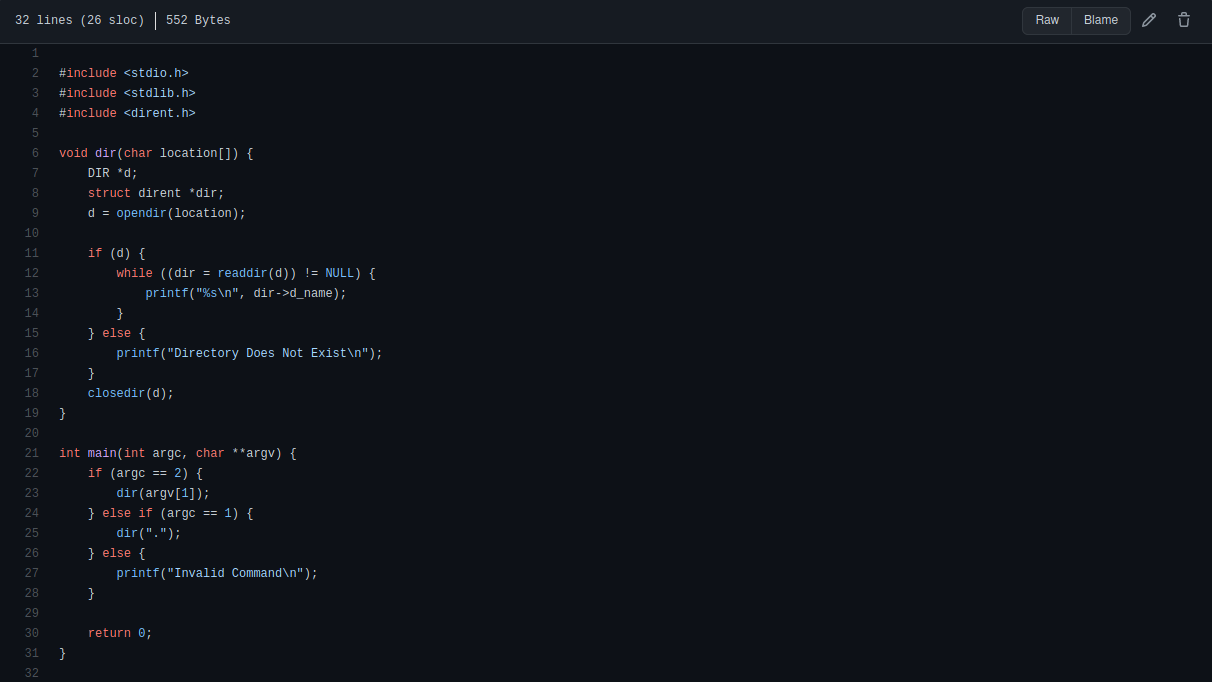 32 lines (26 sloc) 552 Bytes Raw Blame
1
2 #include <stdio.h>
3 #include <stdlib.h>
4 #include <dirent.h>
5
6 void dir(char location[]) {
7     DIR *d;
8     struct dirent *dir;
9     d = opendir(location);
10
11     if (d) {
12         while ((dir = readdir(d)) != NULL) {
13             printf("%s\n", dir->d_name);
14         }
15     } else {
16         printf("Directory Does Not Exist\n");
17     }
18     closedir(d);
19 }
20
21 int main(int argc, char **argv) {
22     if (argc == 2) {
23         dir(argv[1]);
24     } else if (argc == 1) {
25         dir(".");
26     } else {
27         printf("Invalid Command\n");
28     }
29
30     return 0;
31 }
32